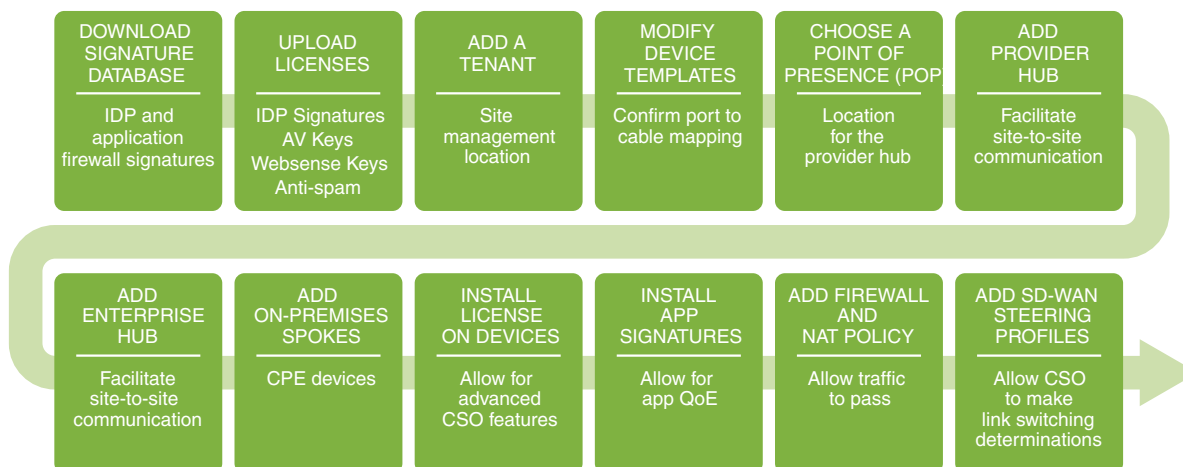 DOWNLOAD
SIGNATURE
DATABASE
IDP and
application
firewall signatures
UPLOAD
LICENSES
IDP Signatures
AV Keys
Websense Keys
Anti-spam
ADD A
TENANT
Site
management
location
MODIFY
DEVICE
TEMPLATES
Confirm port to
cable mapping
CHOOSE A
POINT OF
PRESENCE (POP
Location
for the
provider hub
ADD
PROVIDER
HUB
Facilitate
site-to-site
communication
ADD
ENTERPRISE
HUB
Facilitate
site-to-site
communication
ADD
ON-PREMISES
SPOKES
CPE devices
INSTALL
LICENSE
ON DEVICES
Allow for
advanced
CSO features
INSTALL
APP
SIGNATURES
Allow for
app QoE
ADD FIREWALL
AND
NAT POLICY
Allow traffic
to pass
ADD SD-WAN
STEERING
PROFILES
Allow CSO
to make
link switching
determinations